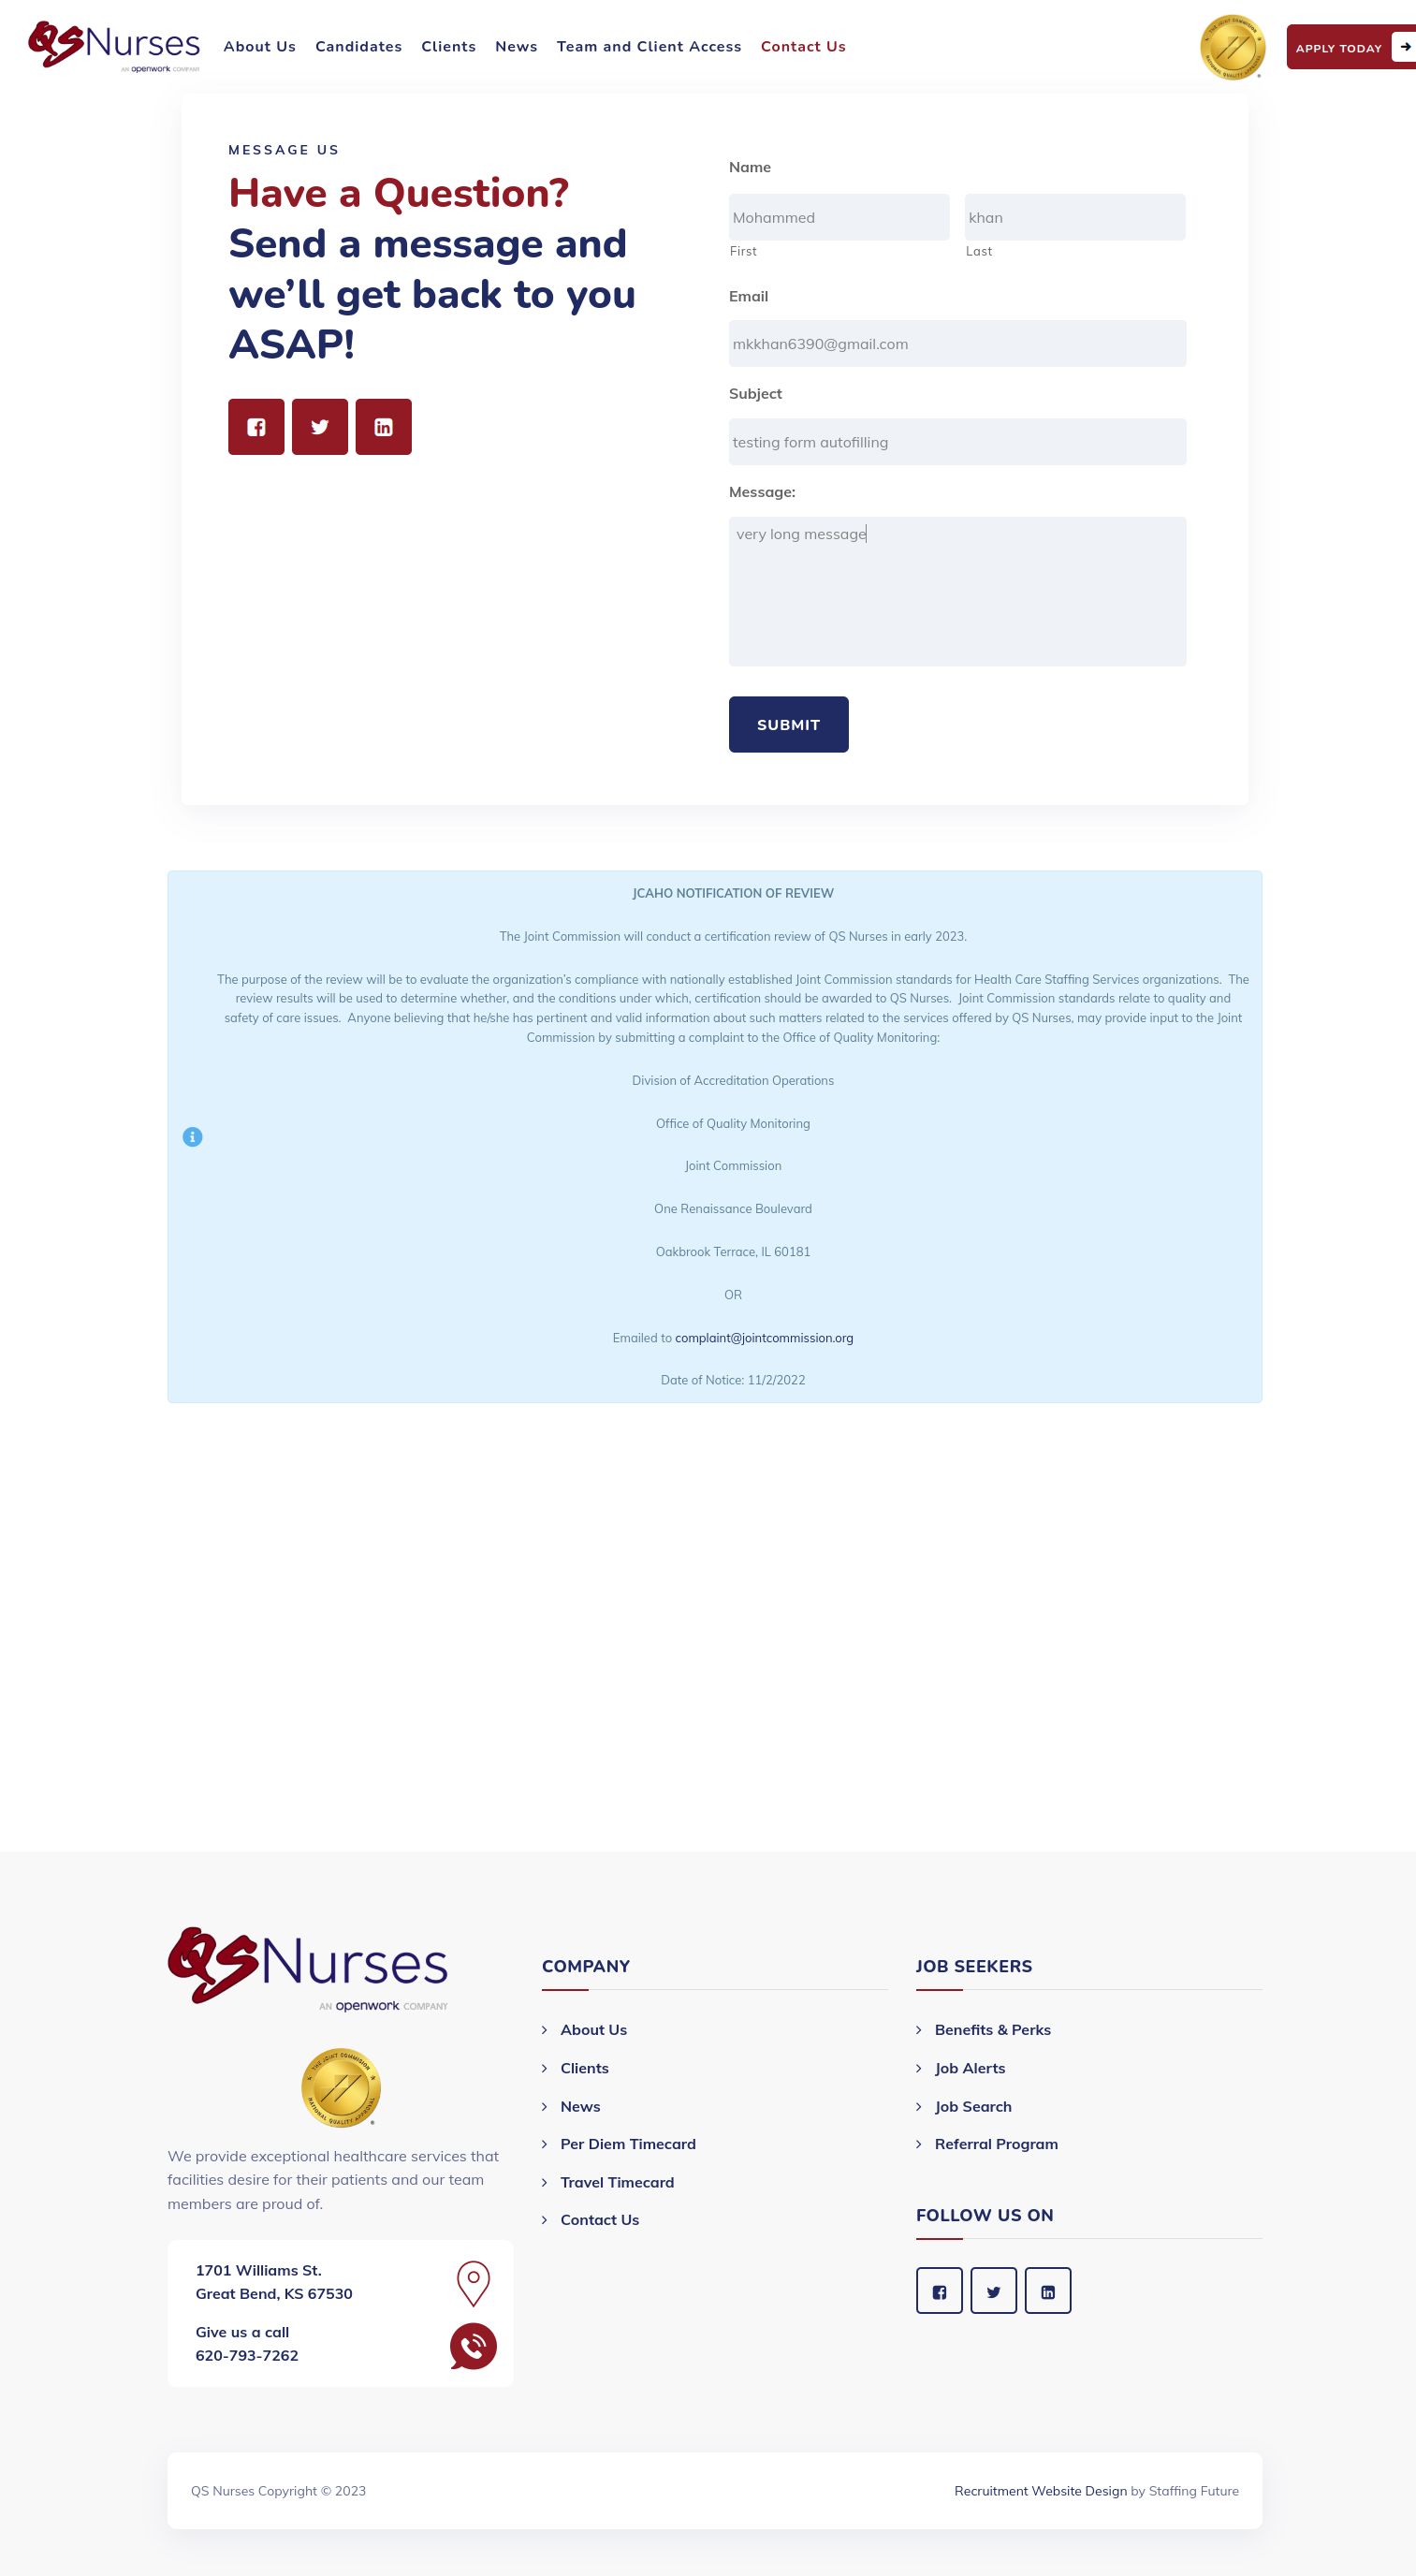 QSNurses
AN openwork COMPANY
About Us Candidates Clients News Team and Client Access Contact Us
THE JOINT COMMISSION
NATIONAL QUALITY APPROVAL
APPLY TODAY
MESSAGE US
Have a Question?
Send a message and
we’ll get back to you
ASAP!
Name
Mohammed khan
First Last
Email
mkkhan6390@gmail.com
Subject
testing form autofilling
Message:
very long message
SUBMIT
JCAHO NOTIFICATION OF REVIEW
The Joint Commission will conduct a certification review of QS Nurses in early 2023.
The purpose of the review will be to evaluate the organization’s compliance with nationally established Joint Commission standards for Health Care Staffing Services organizations. The
review results will be used to determine whether, and the conditions under which, certification should be awarded to QS Nurses. Joint Commission standards relate to quality and
safety of care issues. Anyone believing that he/she has pertinent and valid information about such matters related to the services offered by QS Nurses, may provide input to the Joint
Commission by submitting a complaint to the Office of Quality Monitoring:
Division of Accreditation Operations
Office of Quality Monitoring
Joint Commission
One Renaissance Boulevard
Oakbrook Terrace, IL 60181
OR
Emailed to complaint@jointcommission.org
Date of Notice: 11/2/2022
QSNurses
AN openwork COMPANY
THE JOINT COMMISSION
NATIONAL QUALITY APPROVAL
®
We provide exceptional healthcare services that
facilities desire for their patients and our team
members are proud of.
1701 Williams St.
Great Bend, KS 67530
Give us a call
620-793-7262
COMPANY
About Us
Clients
News
Per Diem Timecard
Travel Timecard
Contact Us
JOB SEEKERS
Benefits & Perks
Job Alerts
Job Search
Referral Program
FOLLOW US ON
QS Nurses Copyright © 2023
Recruitment Website Design by Staffing Future